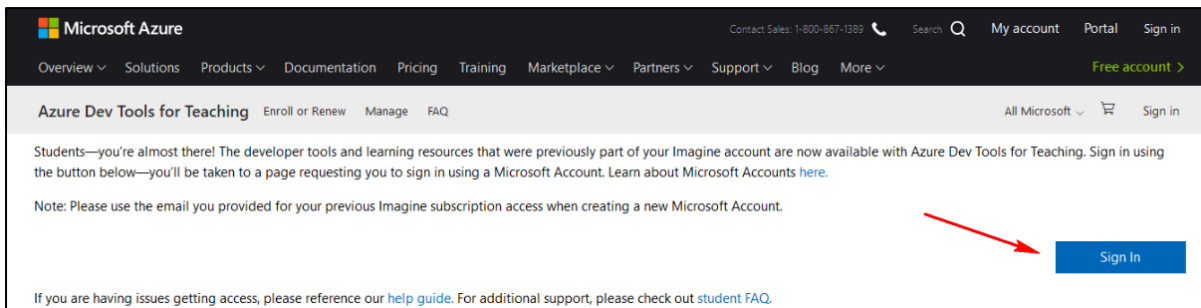 Microsoft Azure
Contact Sales: 1-800-867-1389 Search My account Portal Sign in
Overview Solutions Products Documentation Pricing Training Marketplace Partners Support Blog More Free account >
Azure Dev Tools for Teaching Enroll or Renew Manage FAQ All Microsoft Sign in
Students—you're almost there! The developer tools and learning resources that were previously part of your Imagine account are now available with Azure Dev Tools for Teaching. Sign in using
the button below—you'll be taken to a page requesting you to sign in using a Microsoft Account. Learn about Microsoft Accounts here.
Note: Please use the email you provided for your previous Imagine subscription access when creating a new Microsoft Account.
Sign In
If you are having issues getting access, please reference our help guide. For additional support, please check out student FAQ.